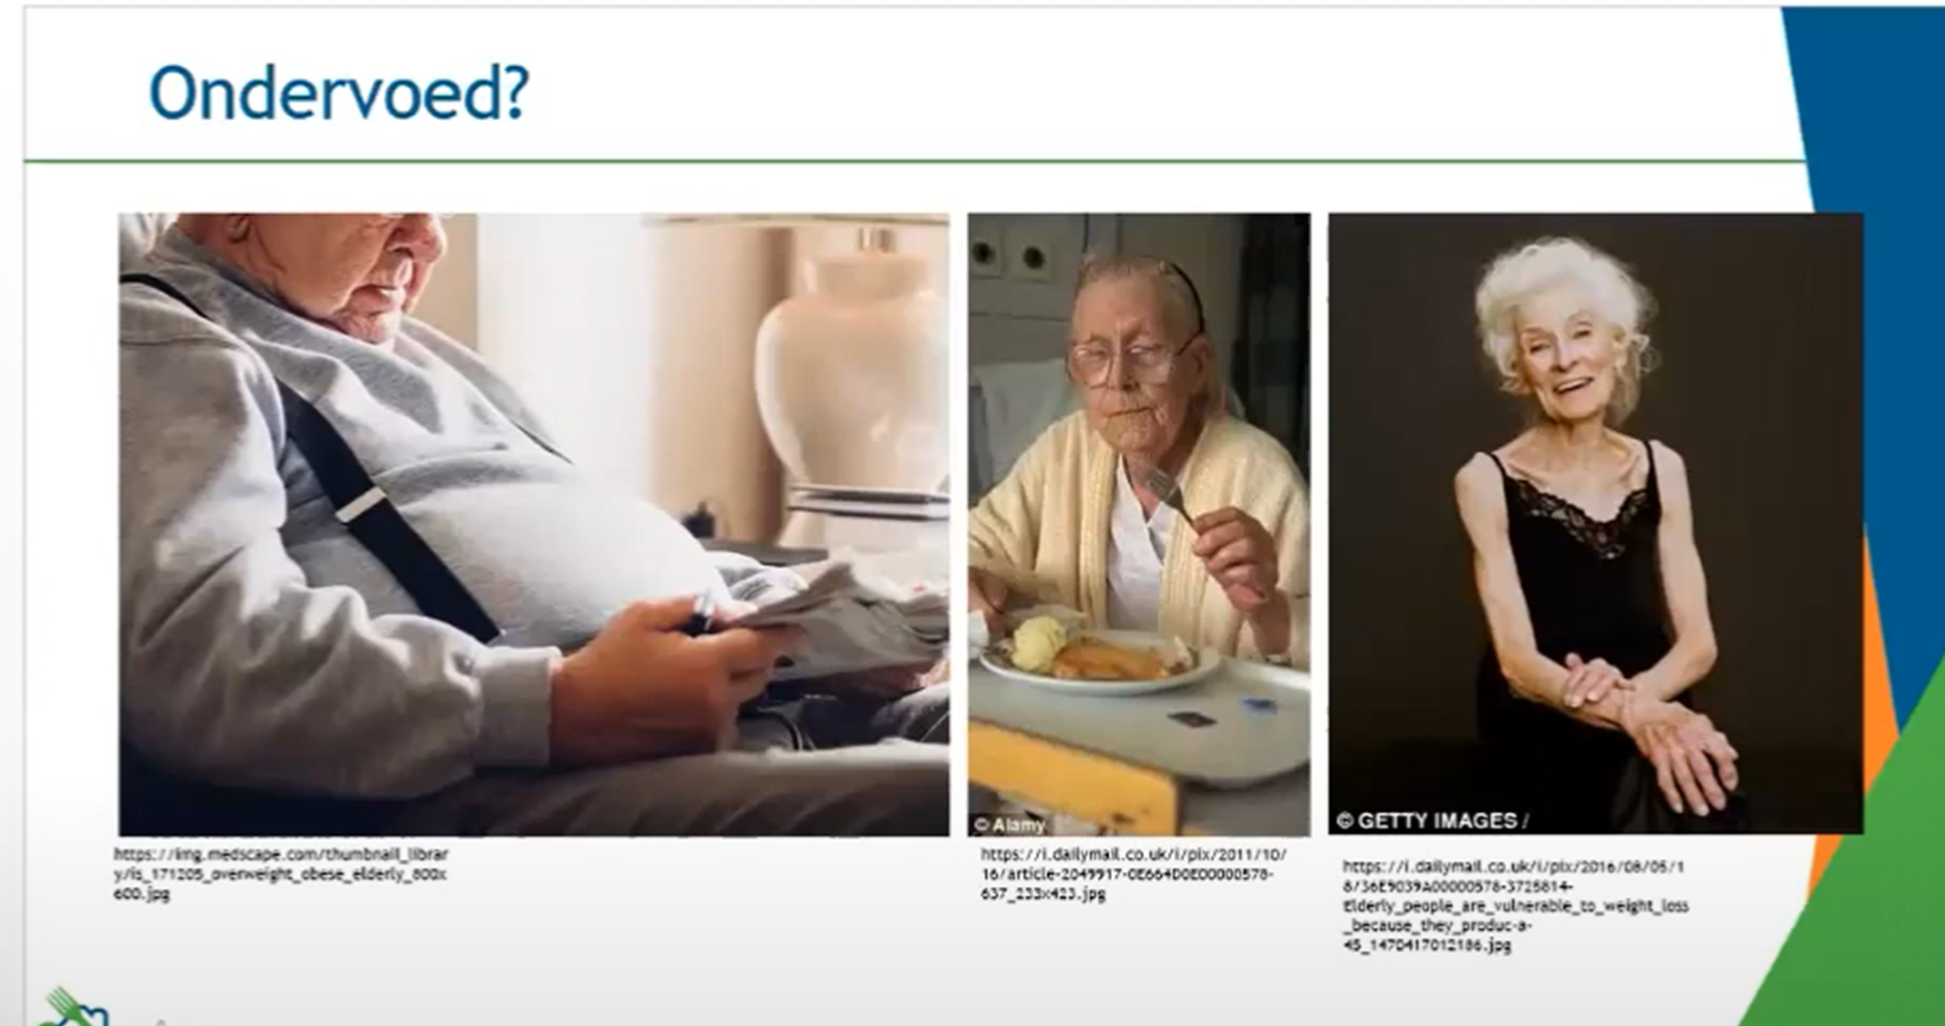 Ondervoed?
© Alamy
© GETTY IMAGES /
https://img.medscape.com/thumbnail_librar
y/is_171205_overweight_obese_elderly_800x
600.jpg
https://i.dailymail.co.uk/i/pix/2011/10/
16/article-2049917-0E664D0E00000578-
637_233x423.jpg
https://i.dailymail.co.uk/i/pix/2016/08/05/1
8/36E9039A00000578-3725814-
Elderly_people_are_vulnerable_to_weight_loss
_because_they_produc-a-
45_1470417012186.jpg